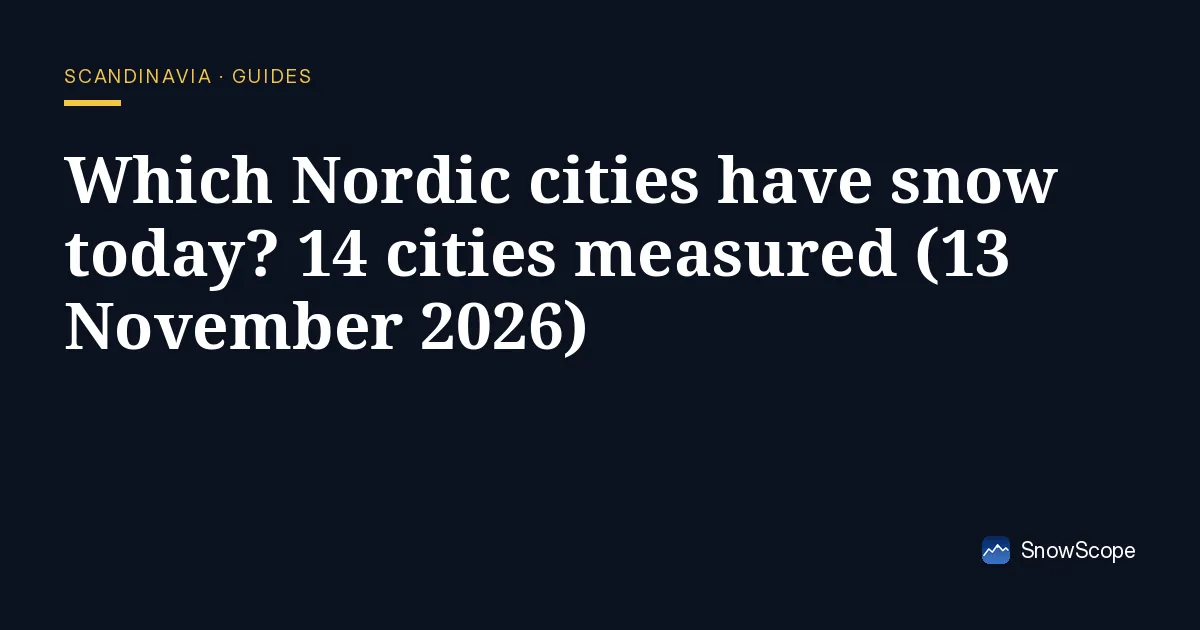 SCANDINAVIA · GUIDES
Which Nordic cities have snow
today? 14 cities measured (13
November 2026)
SnowScope